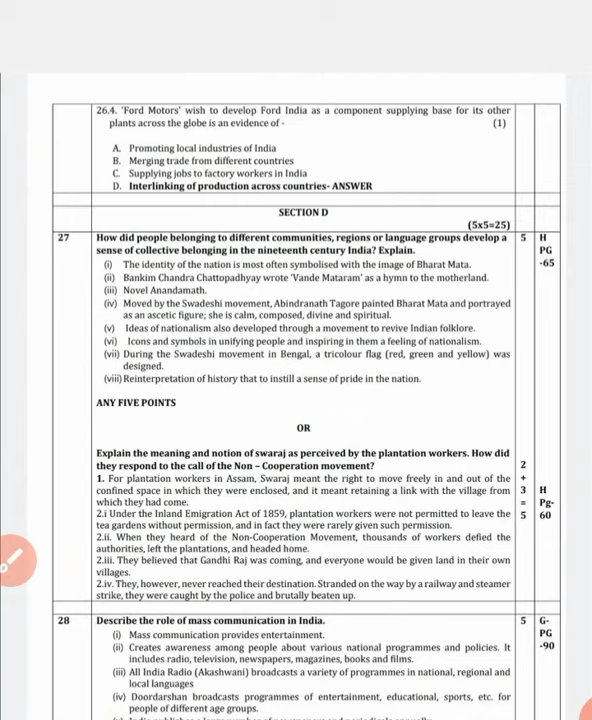 26.4. 'Ford Motors' wish to develop Ford India as a component supplying base for its other
plants across the globe is an evidence of - (1)
A. Promoting local industries of India
B. Merging trade from different countries
C. Supplying jobs to factory workers in India
D. Interlinking of production across countries- ANSWER
SECTION D
(5x5=25)
27 How did people belonging to different communities, regions or language groups develop a 5 H
sense of collective belonging in the nineteenth century India? Explain. PG
(i) The identity of the nation is most often symbolised with the image of Bharat Mata. -65
(ii) Bankim Chandra Chattopadhyay wrote 'Vande Mataram' as a hymn to the motherland.
(iii) Novel Anandamath.
(iv) Moved by the Swadeshi movement, Abindranath Tagore painted Bharat Mata and portrayed
as an ascetic figure; she is calm, composed, divine and spiritual.
(v) Ideas of nationalism also developed through a movement to revive Indian folklore.
(vi) Icons and symbols in unifying people and inspiring in them a feeling of nationalism.
(vii) During the Swadeshi movement in Bengal, a tricolour flag (red, green and yellow) was
designed.
(viii) Reinterpretation of history that to instill a sense of pride in the nation.
ANY FIVE POINTS
OR
Explain the meaning and notion of swaraj as perceived by the plantation workers. How did
they respond to the call of the Non – Cooperation movement? 2
1. For plantation workers in Assam, Swaraj meant the right to move freely in and out of the +
confined space in which they were enclosed, and it meant retaining a link with the village from 3 H
which they had come. = Pg-
2.i Under the Inland Emigration Act of 1859, plantation workers were not permitted to leave the 5 60
tea gardens without permission, and in fact they were rarely given such permission.
2.ii. When they heard of the Non-Cooperation Movement, thousands of workers defied the
authorities, left the plantations, and headed home.
2.iii. They believed that Gandhi Raj was coming, and everyone would be given land in their own
villages.
2.iv. They, however, never reached their destination. Stranded on the way by a railway and steamer
strike, they were caught by the police and brutally beaten up.
28 Describe the role of mass communication in India. 5 G-
(i) Mass communication provides entertainment. PG
(ii) Creates awareness among people about various national programmes and policies. It -90
includes radio, television, newspapers, magazines, books and films.
(iii) All India Radio (Akashwani) broadcasts a variety of programmes in national, regional and
local languages
(iv) Doordarshan broadcasts programmes of entertainment, educational, sports, etc. for
people of different age groups.